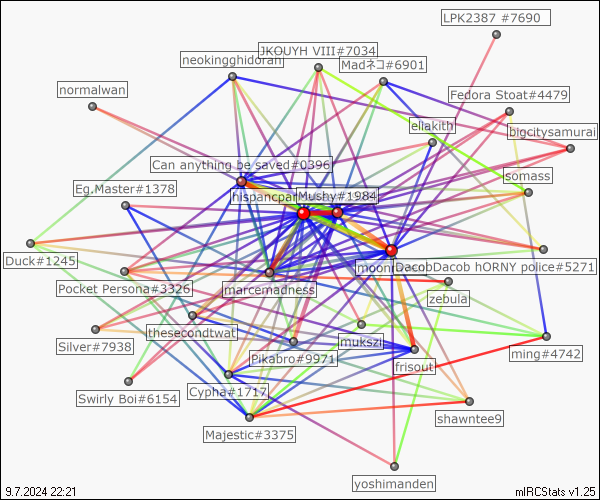 LPK2387 #7690
JKOUYH VIII#7034
neokingghidorah
Madネコ#6901
normalwan
Fedora Stoat#4479
eliakith
bigcitysamurai
Can anything be saved#0396
somass
Eg.Master#1378
Mushy#1984
Duck#1245
DacobDacob hORNY police#5271
Pocket Persona#3326
marcemadness
zebula
thesecondtwat
mukszi
Silver#7938
Pikabro#9971
ming#4742
frisout
Swirly Boi#6154
Cypha#1717
shawntee9
Majestic#3375
yoshimanden
9.7.2024 22:21
mIRCStats v1.25